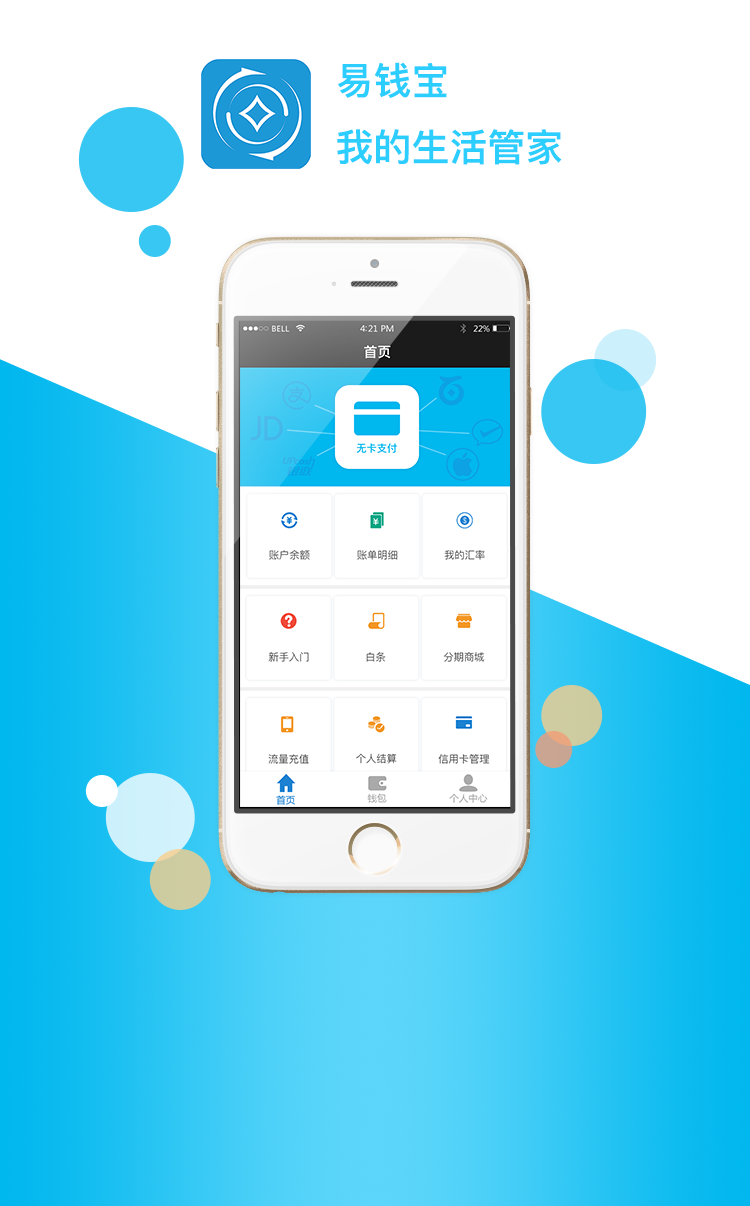 易钱宝
我的生活管家
BELL 4:21 PM 22%
首页
支
JD
无卡支付
账户余额 账单明细 我的汇率
新手入门 白条 分期商城
流量充值 个人结算 信用卡管理
首页 钱包 个人中心